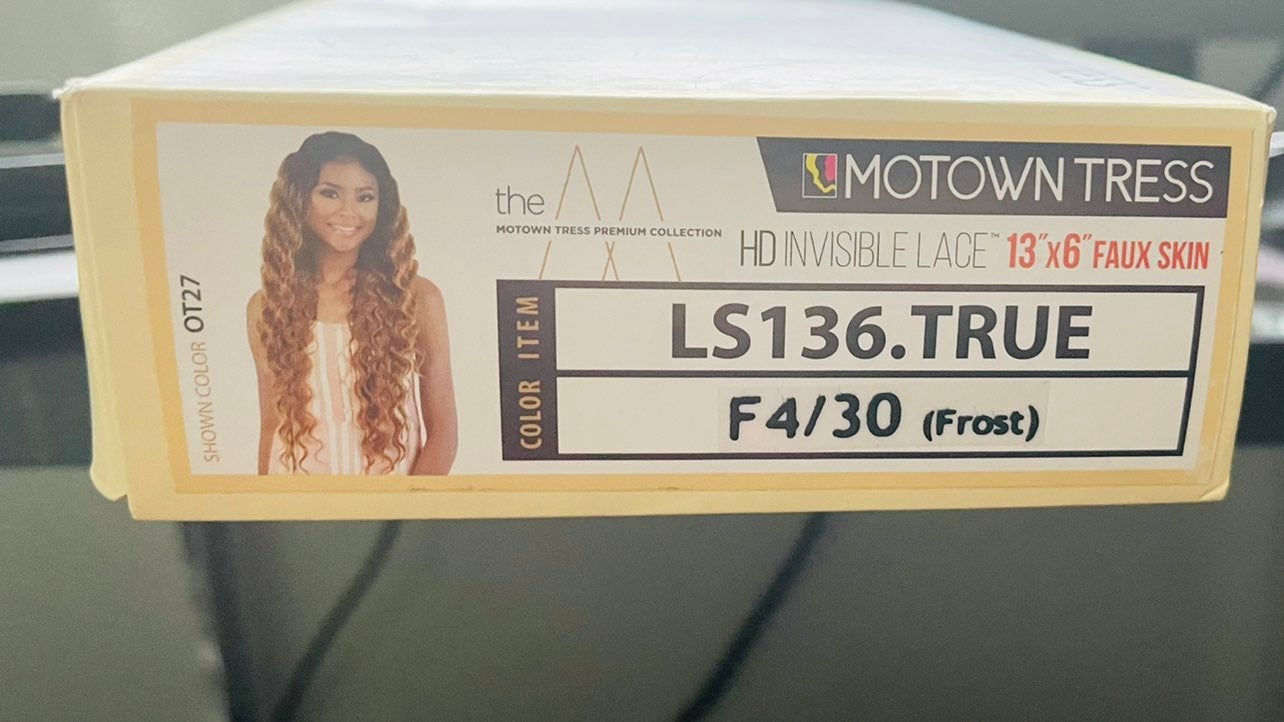 SHOWN COLOR OT27
the
MOTOWN TRESS PREMIUM COLLECTION
MOTOWN TRESS
HD INVISIBLE LACE™ 13"x6" FAUX SKIN
ITEM
LS136.TRUE
COLOR
F4/30 (Frost)